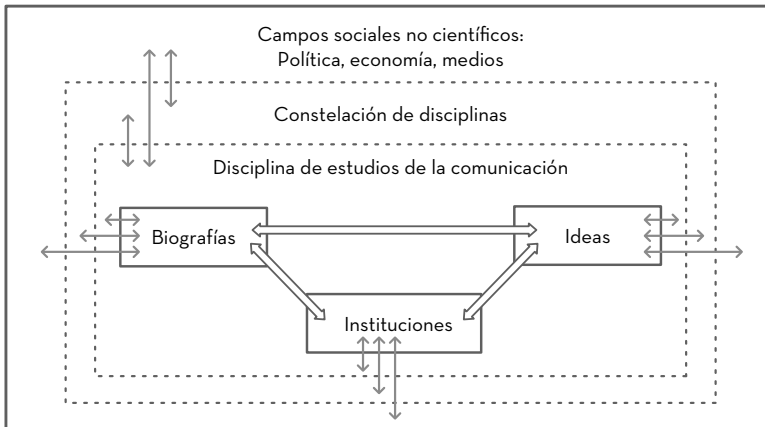 Campos sociales no científicos:
Política, economía, medios
Constelación de disciplinas
Disciplina de estudios de la comunicación
Biografías
Ideas
Instituciones